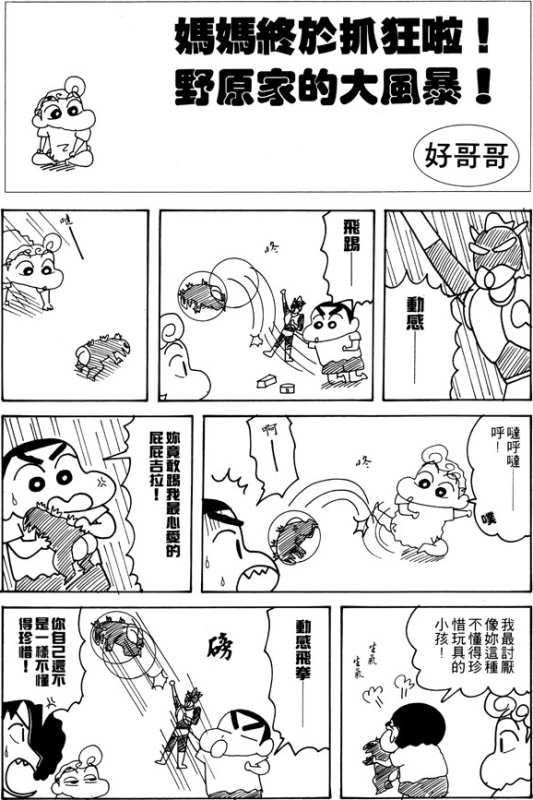 媽媽終於抓狂啦！
野原家的大風暴！
好哥哥
動感──
飛踢──
咚
哇
噠呼噠
呼！
噗
咚
啊──
妳竟敢踢我最心愛的
屁屁吉拉！
我最討厭
像妳這種
不懂得珍
惜玩具的
小孩！
生氣
生氣
動感飛拳──
磅
你自己還不
是一樣不懂
得珍惜！